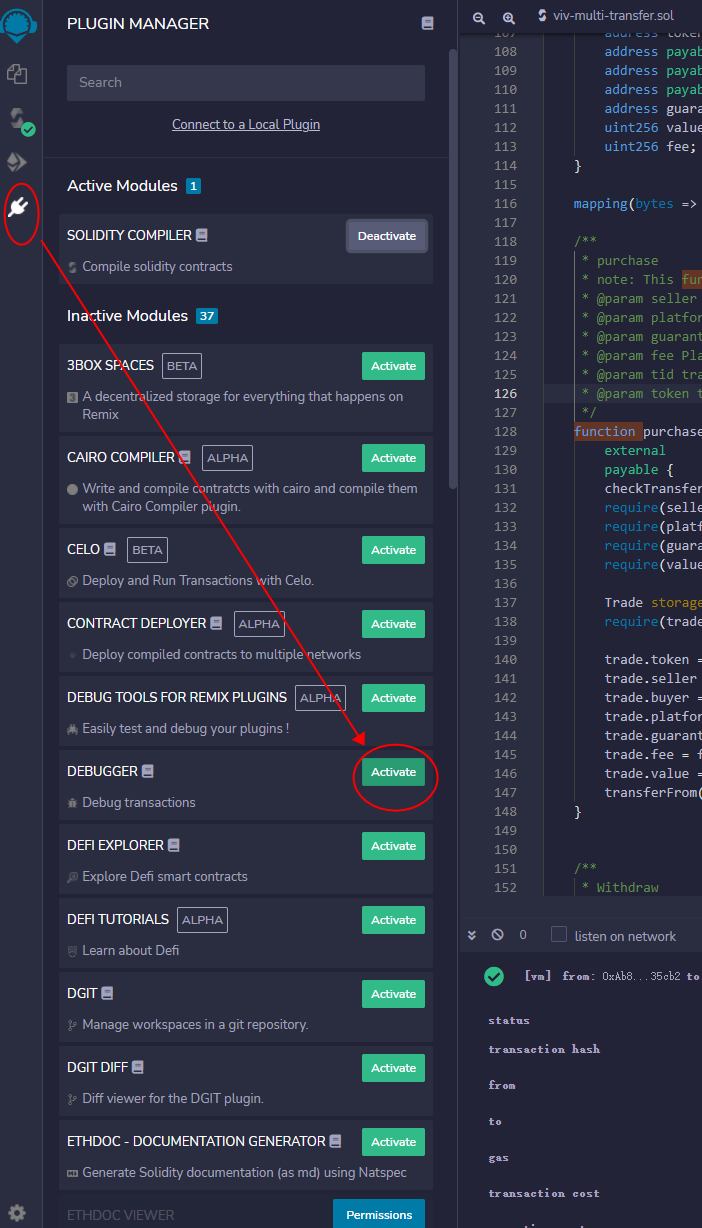 PLUGIN MANAGER
Search
Connect to a Local Plugin
Active Modules 1
SOLIDITY COMPILER
Deactivate
Compile solidity contracts
Inactive Modules 37
3BOX SPACES BETA
Activate
A decentralized storage for everything that happens on
Remix
CAIRO COMPILER ALPHA
Activate
Write and compile contratcts with cairo and compile them
with Cairo Compiler plugin.
CELO BETA
Activate
Deploy and Run Transactions with Celo.
CONTRACT DEPLOYER ALPHA
Activate
Deploy compiled contracts to multiple networks
DEBUG TOOLS FOR REMIX PLUGINS ALPHA
Activate
Easily test and debug your plugins !
DEBUGGER
Activate
Debug transactions
DEFI EXPLORER
Activate
Explore Defi smart contracts
DEFI TUTORIALS ALPHA
Activate
Learn about Defi
DGIT
Activate
Manage workspaces in a git repository.
DGIT DIFF
Activate
Diff viewer for the DGIT plugin.
ETHDOC - DOCUMENTATION GENERATOR
Activate
Generate Solidity documentation (as md) using Natspec
ETHDOC VIEWER
Permissions
viv-multi-transfer.sol
107 address token
108 address payab
109 address payab
110 address payab
111 address guara
112 uint256 value
113 uint256 fee;
114 }
115
116 mapping(bytes =>
117
118 /**
119 * purchase
120 * note: This fun
121 * @param seller
122 * @param platfor
123 * @param guarant
124 * @param fee Pla
125 * @param tid tra
126 * @param token t
127 */
128 function purchase
129 external
130 payable {
131 checkTransfer
132 require(selle
133 require(platf
134 require(guara
135 require(value
136
137 Trade storage
138 require(trade
139
140 trade.token =
141 trade.seller
142 trade.buyer =
143 trade.platfor
144 trade.guarant
145 trade.fee = f
146 trade.value =
147 transferFrom(
148 }
149
150
151 /**
152 * Withdraw
0 listen on network
[vm] from: 0xAb8...35cb2 to
status
transaction hash
from
to
gas
transaction cost